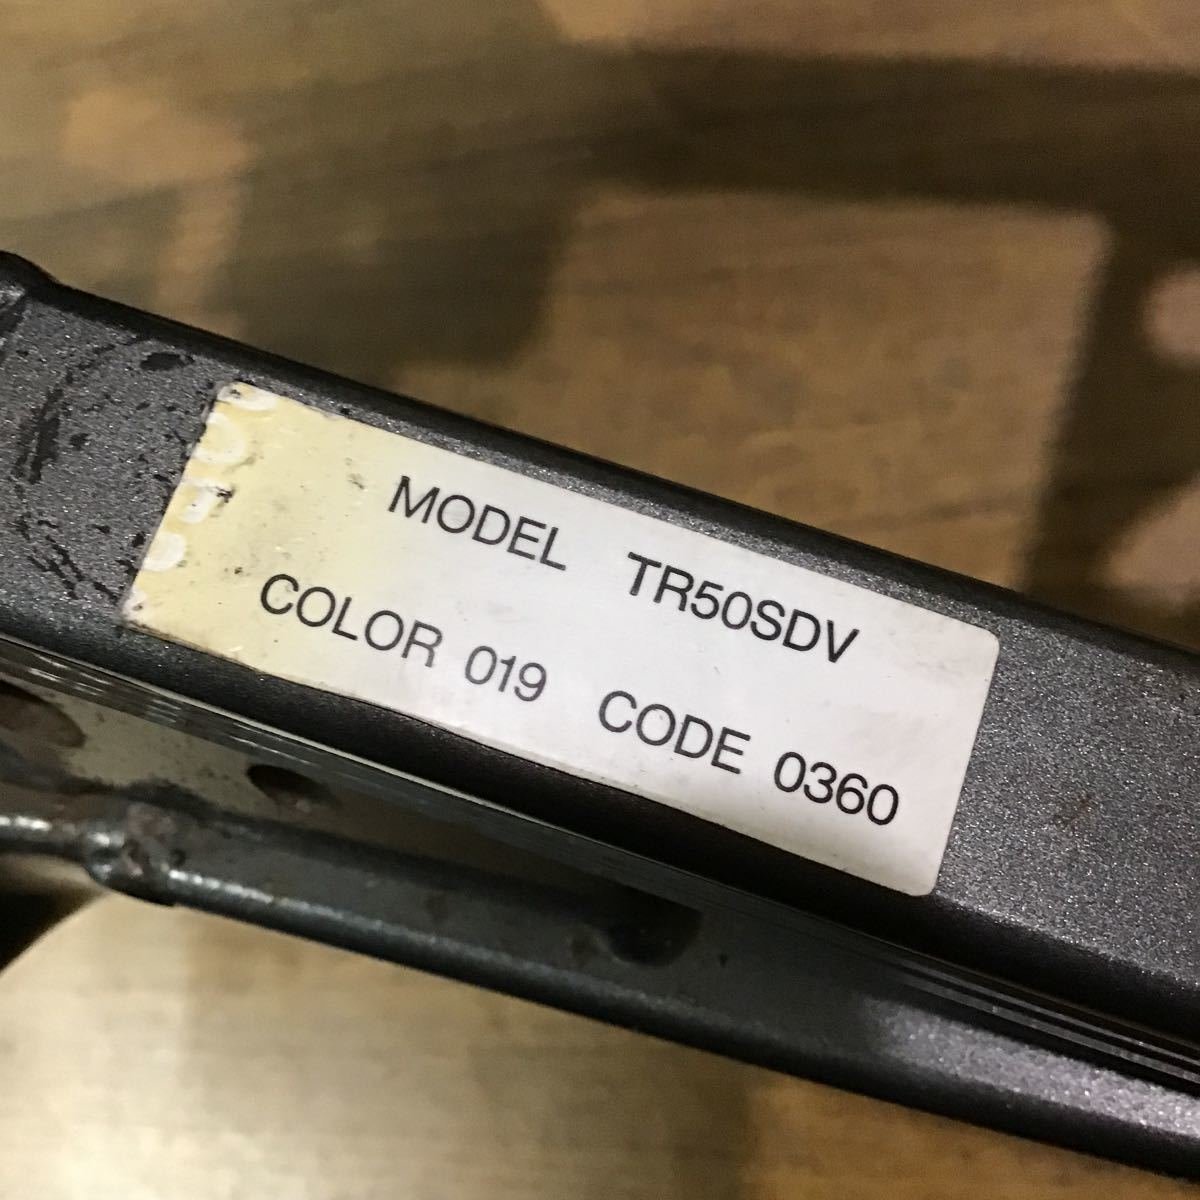 MODEL TR50SDV
COLOR 019 CODE 0360